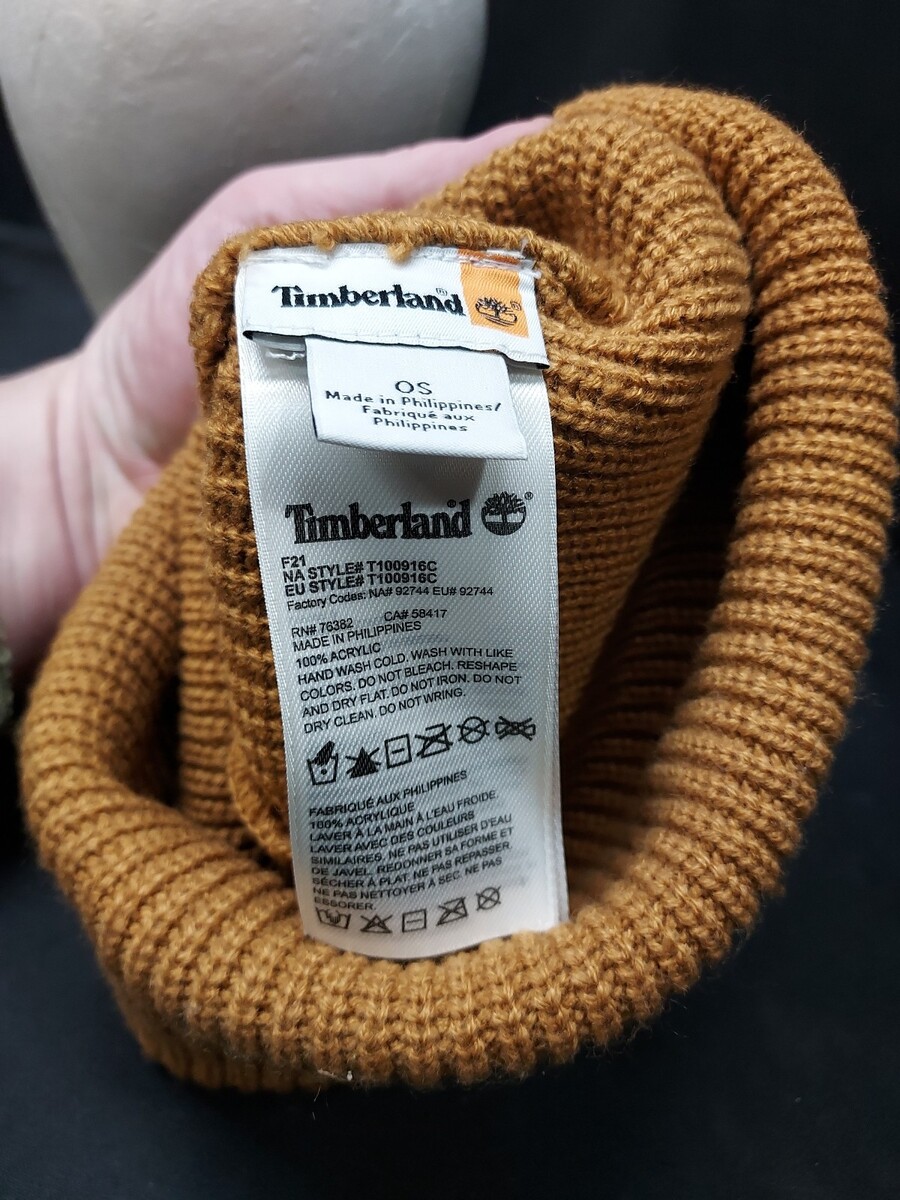 Timberland®
OS
Made in Philippines/
Fabriqué aux
Philippines
Timberland®
F21
NA STYLE# T100916C
EU STYLE# T100916C
Factory Codes: NA# 92744 EU# 92744
RN# 76382 CA# 58417
MADE IN PHILIPPINES
100% ACRYLIC
HAND WASH COLD. WASH WITH LIKE
COLORS. DO NOT BLEACH. RESHAPE
AND DRY FLAT. DO NOT IRON. DO NOT
DRY CLEAN. DO NOT WRING.
FABRIQUÉ AUX PHILIPPINES
100% ACRYLIQUE
LAVER À LA MAIN À L'EAU FROIDE.
LAVER AVEC DES COULEURS
SIMILAIRES. NE PAS UTILISER D'EAU
DE JAVEL. REDONNER SA FORME ET
SÉCHER À PLAT. NE PAS REPASSER.
NE PAS NETTOYER À SEC. NE PAS
ESSORER.